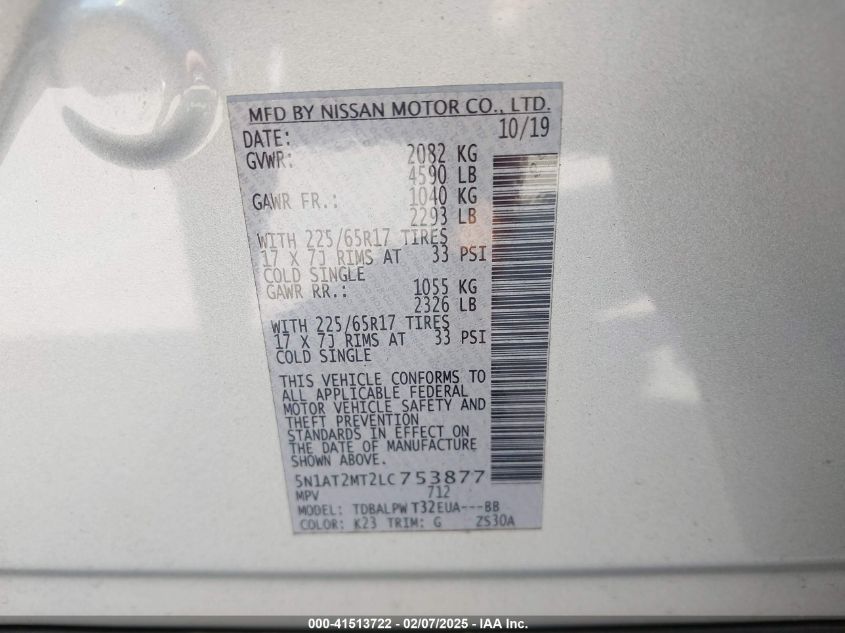 MFD BY NISSAN MOTOR CO., LTD.
DATE: 10/19
GVWR: 2082 KG
4590 LB
GAWR FR.: 1040 KG
2293 LB
WITH 225/65R17 TIRES
17 X 7J RIMS AT 33 PSI
COLD SINGLE
GAWR RR.: 1055 KG
2326 LB
WITH 225/65R17 TIRES
17 X 7J RIMS AT 33 PSI
COLD SINGLE
THIS VEHICLE CONFORMS TO
ALL APPLICABLE FEDERAL
MOTOR VEHICLE SAFETY AND
THEFT PREVENTION
STANDARDS IN EFFECT ON
THE DATE OF MANUFACTURE
SHOWN ABOVE.
5N1AT2MT2LC753877
MPV 712
MODEL: TDBALPW T32EUA---BB
COLOR: K23 TRIM: G ZS30A
000-41513722 — 02/07/2025 - IAA Inc.